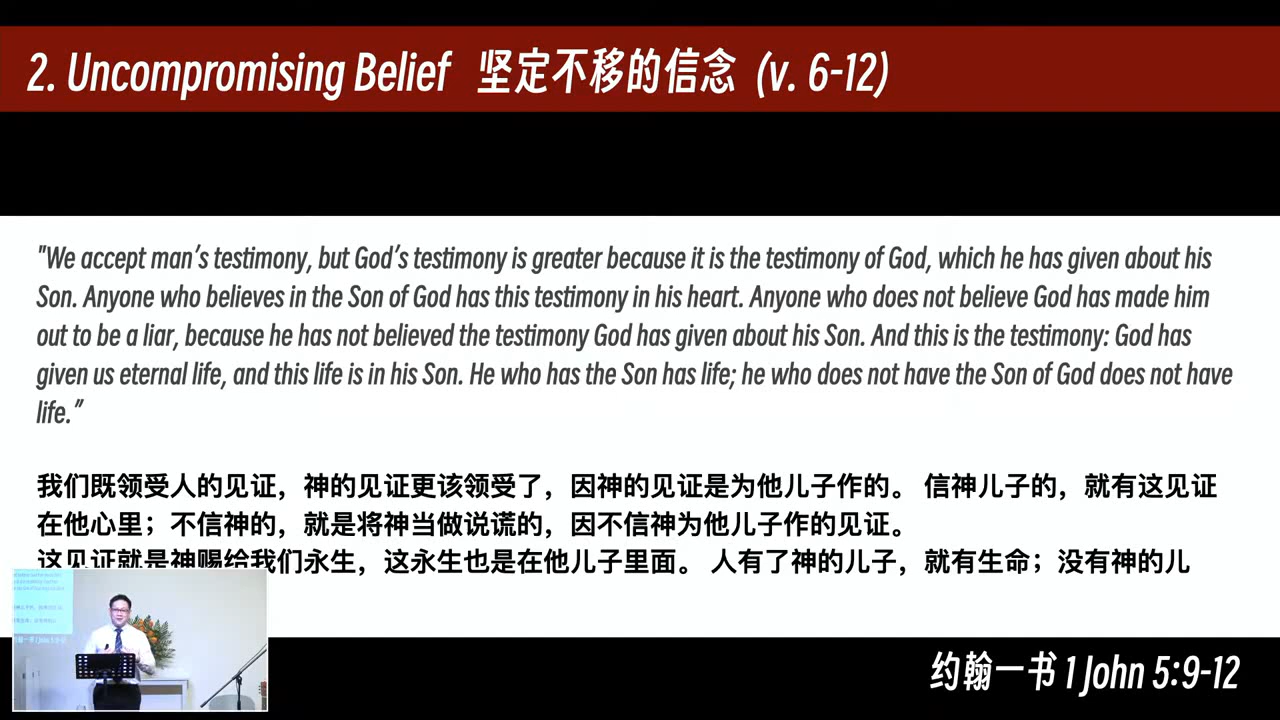 2. Uncompromising Belief 坚定不移的信念 (v. 6-12)
"We accept man’s testimony, but God’s testimony is greater because it is the testimony of God, which he has given about his
Son. Anyone who believes in the Son of God has this testimony in his heart. Anyone who does not believe God has made him
out to be a liar, because he has not believed the testimony God has given about his Son. And this is the testimony: God has
given us eternal life, and this life is in his Son. He who has the Son has life; he who does not have the Son of God does not have
life.”
我们既领受人的见证，神的见证更该领受了，因神的见证是为他儿子作的。 信神儿子的，就有这见证
在他心里；不信神的，就是将神当做说谎的，因不信神为他儿子作的见证。
这见证就是神赐给我们永生，这永生也是在他儿子里面。 人有了神的儿子，就有生命；没有神的儿
约翰一书 1 John 5:9-12